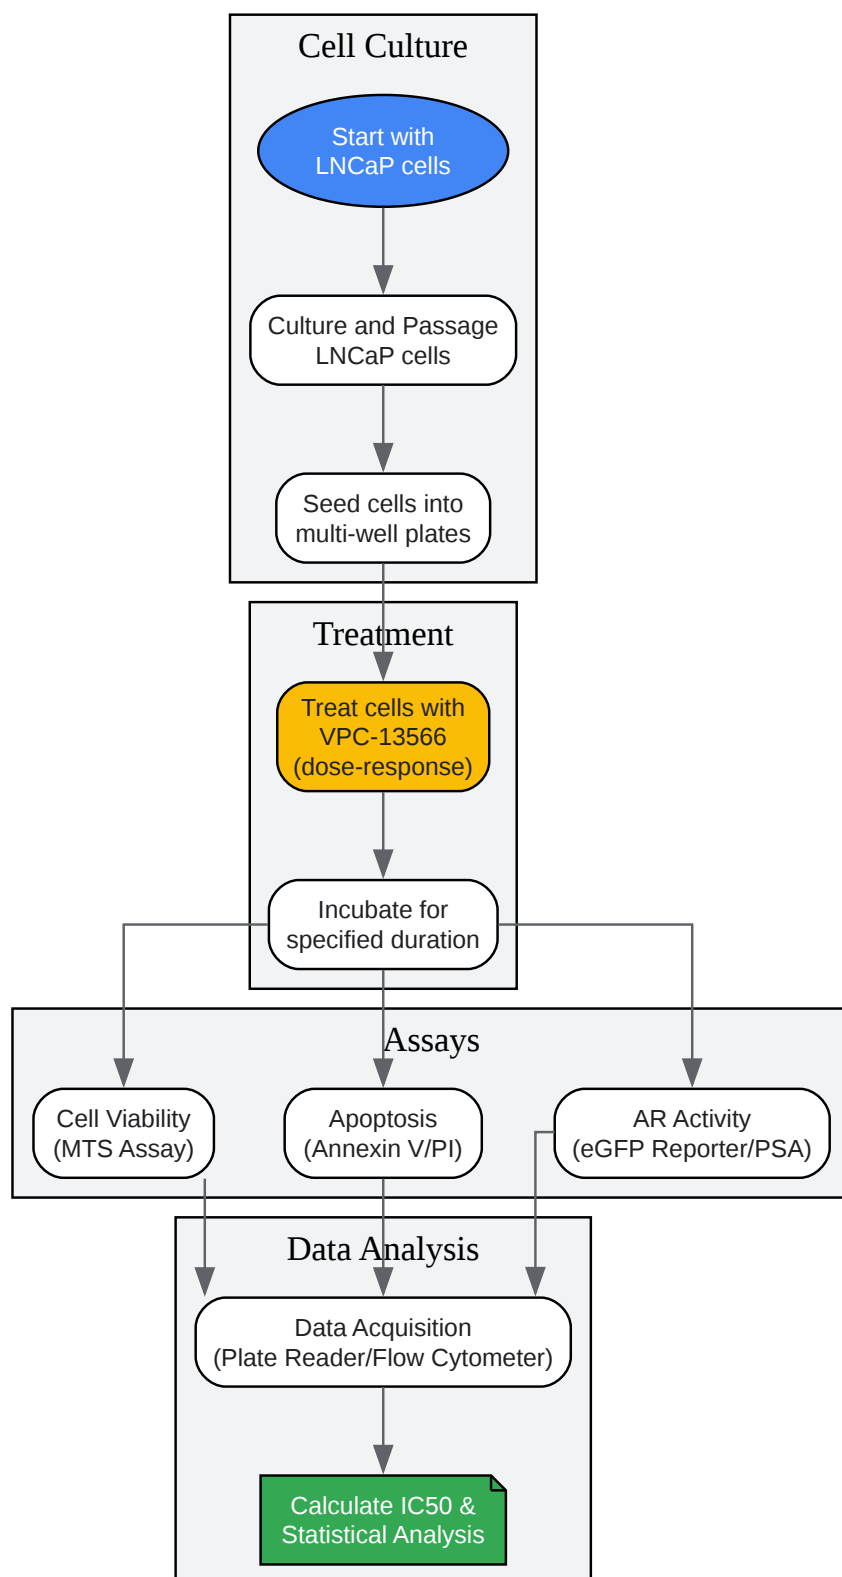 Cell Culture
Start with
LNCaP cells
Culture and Passage
LNCaP cells
Seed cells into
multi-well plates
Treatment
Treat cells with
VPC-13566
(dose-response)
Incubate for
specified duration
Assays
Cell Viability
(MTS Assay)
Apoptosis
(Annexin V/PI)
AR Activity
(eGFP Reporter/PSA)
Data Analysis
Data Acquisition
(Plate Reader/Flow Cytometer)
Calculate IC50 &
Statistical Analysis